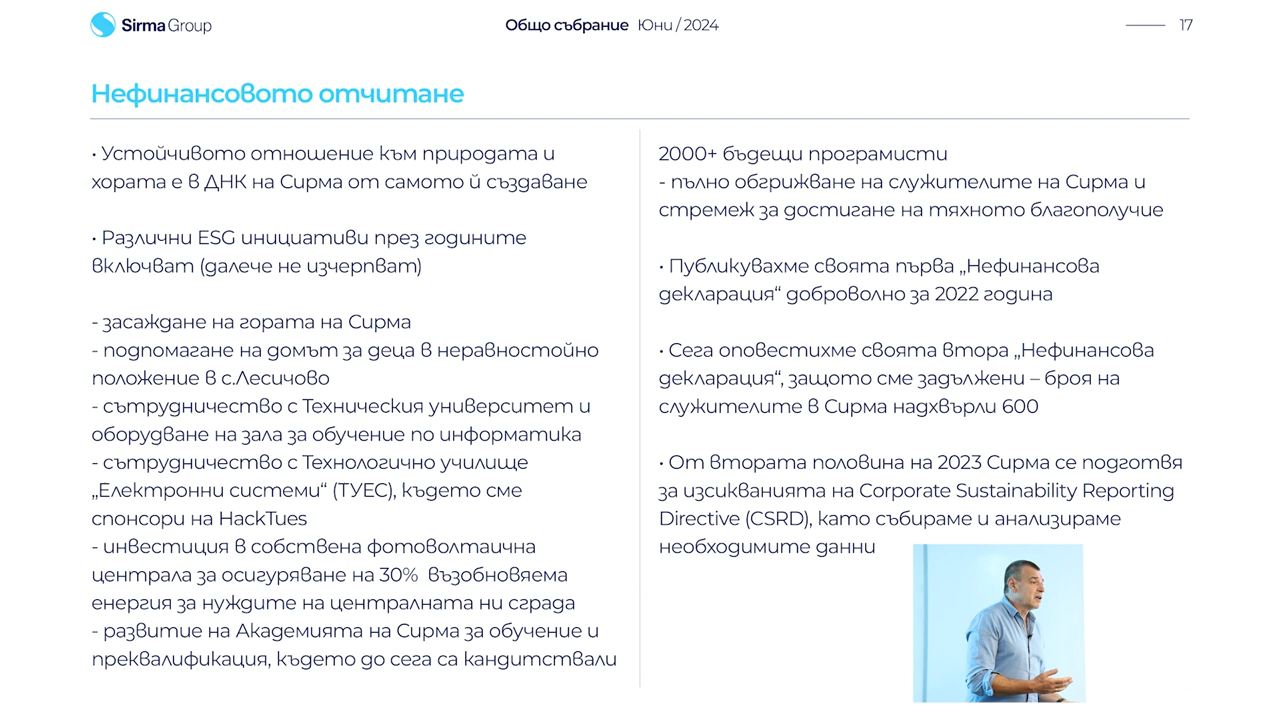 Sirma Group
Общо събрание Юни / 2024
17
Нефинансовото отчитане
• Устойчивото отношение към природата и
хората е в ДНК на Сирма от самото ѝ създаване
• Различни ESG инициативи през годините
включват (далече не изчерпват)
- засаждане на гората на Сирма
- подпомагане на домът за деца в неравностойно
положение в с.Лесичово
- сътрудничество с Техническия университет и
оборудване на зала за обучение по информатика
- сътрудничество с Технологично училище
„Електронни системи“ (ТУЕС), където сме
спонсори на HackTues
- инвестиция в собствена фотоволтаична
централа за осигуряване на 30% възобновяема
енергия за нуждите на централната ни сграда
- развитие на Академията на Сирма за обучение и
преквалификация, където до сега са кандитствали
2000+ бъдещи програмисти
- пълно обгрижване на служителите на Сирма и
стремеж за достигане на тяхното благополучие
• Публикувахме своята първа „Нефинансова
декларация“ доброволно за 2022 година
• Сега оповестихме своята втора „Нефинансова
декларация“, защото сме задължени – броя на
служителите в Сирма надхвърли 600
• От втората половина на 2023 Сирма се подготвя
за изсикванията на Corporate Sustainability Reporting
Directive (CSRD), като събираме и анализираме
необходимите данни